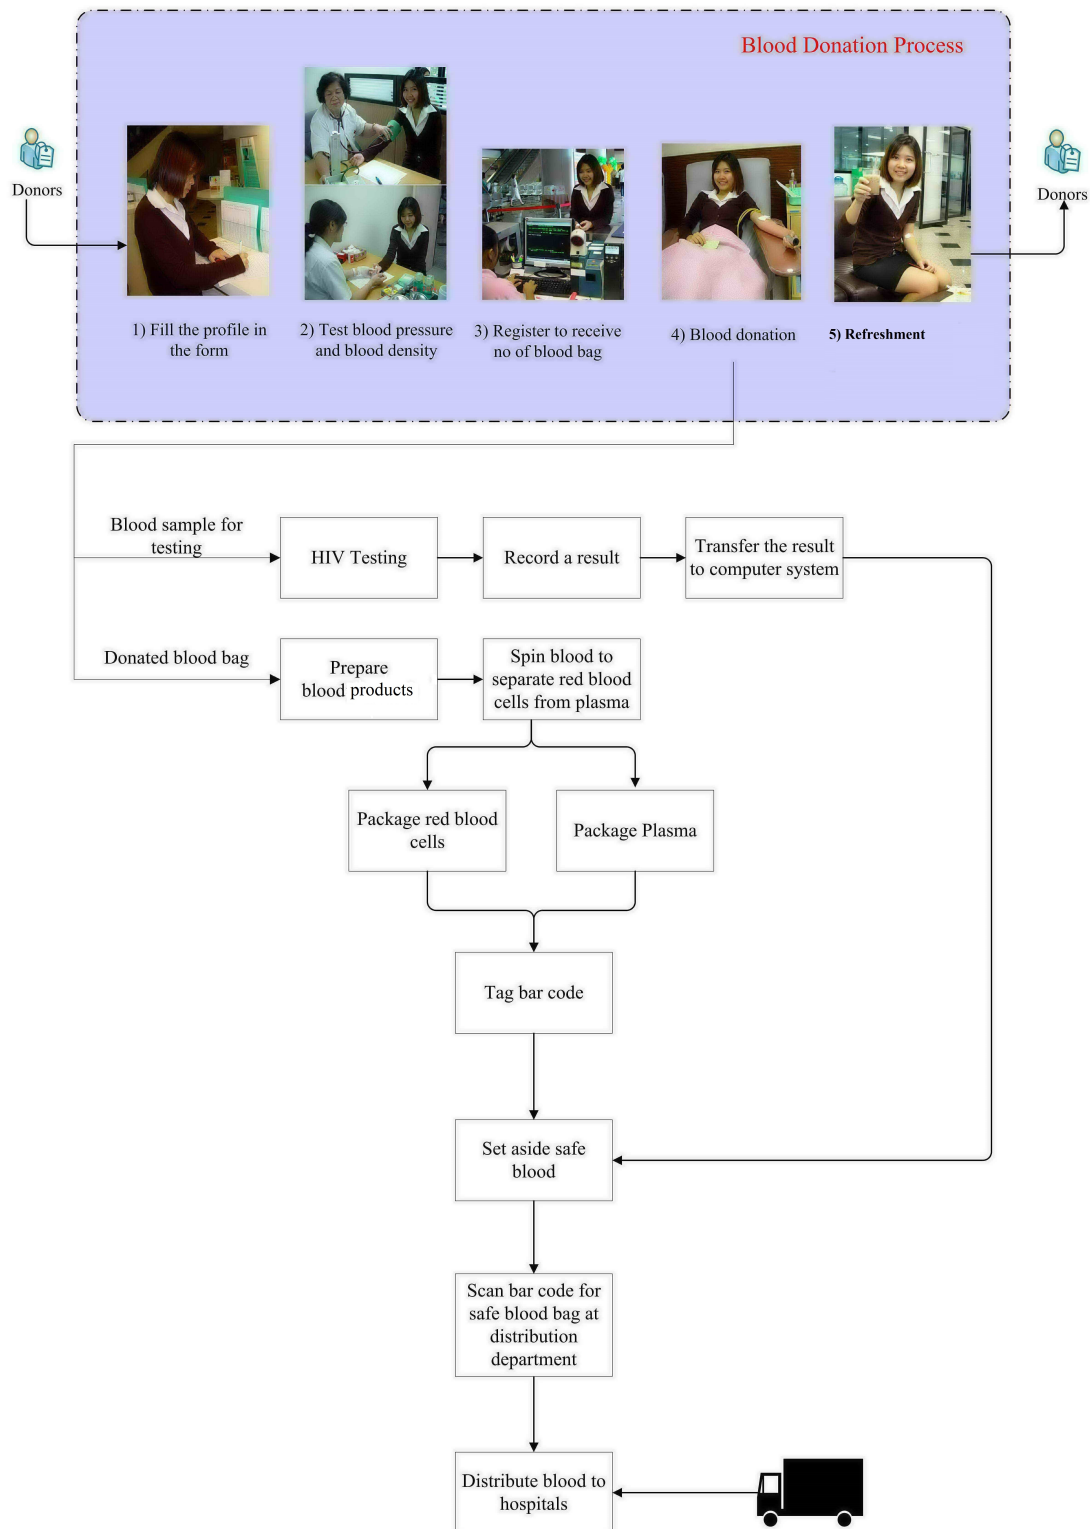 Blood Donation Process
Donors
Donors
1) Fill the profile in
the form
2) Test blood pressure
and blood density
3) Register to receive
no of blood bag
4) Blood donation
5) Refreshment
Blood sample for
testing
HIV Testing
Record a result
Transfer the result
to computer system
Donated blood bag
Prepare
blood products
Spin blood to
separate red blood
cells from plasma
Package red blood
cells
Package Plasma
Tag bar code
Set aside safe
blood
Scan bar code for
safe blood bag at
distribution
department
Distribute blood to
hospitals